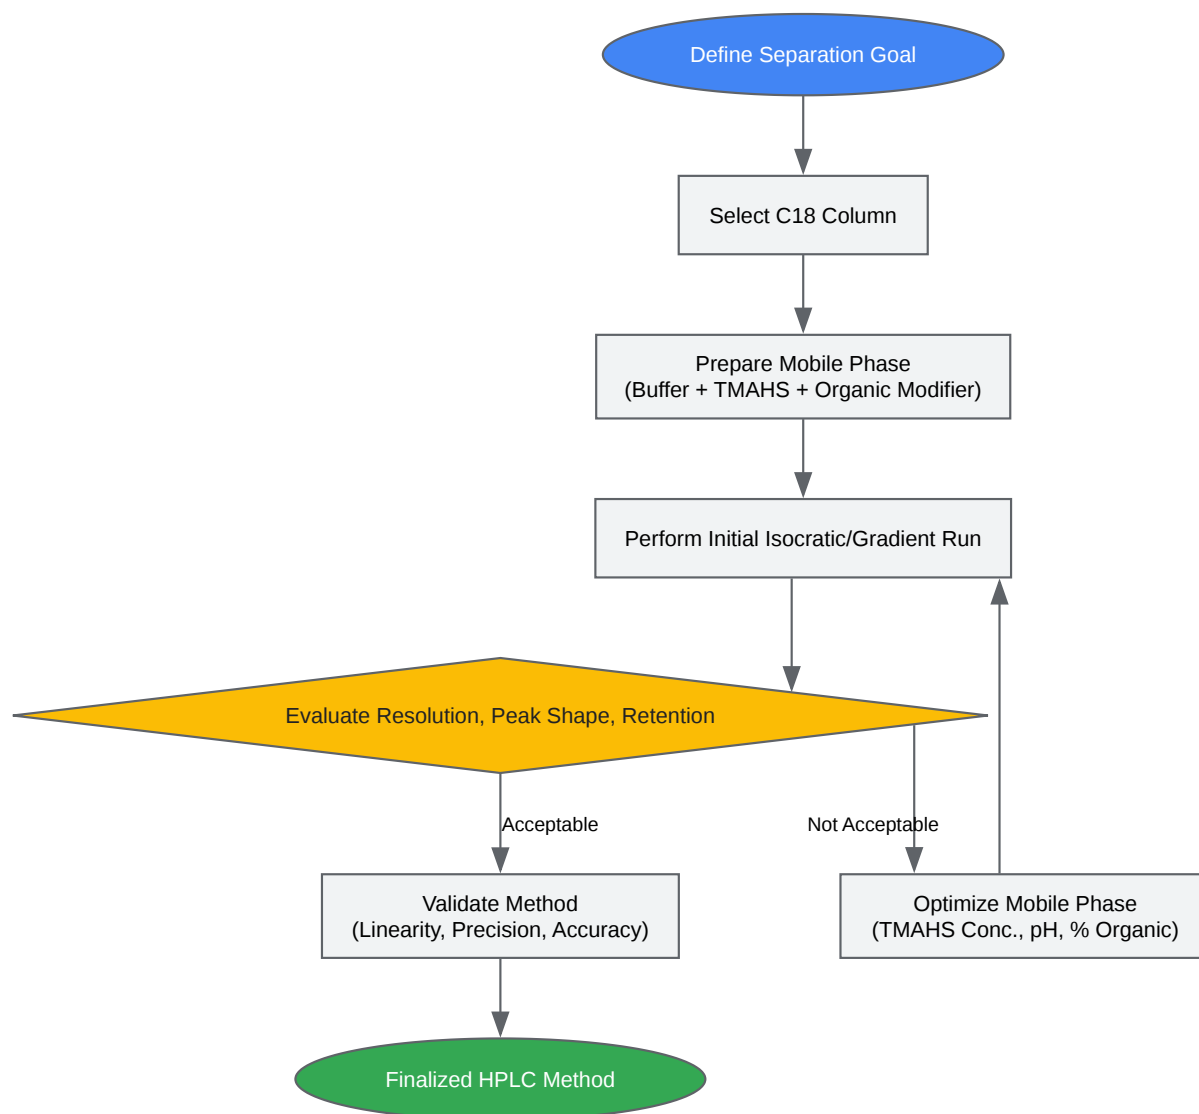 Define Separation Goal
Select C18 Column
Prepare Mobile Phase
(Buffer + TMAHS + Organic Modifier)
Perform Initial Isocratic/Gradient Run
Evaluate Resolution, Peak Shape, Retention
Acceptable
Not Acceptable
Validate Method
(Linearity, Precision, Accuracy)
Optimize Mobile Phase
(TMAHS Conc., pH, % Organic)
Finalized HPLC Method